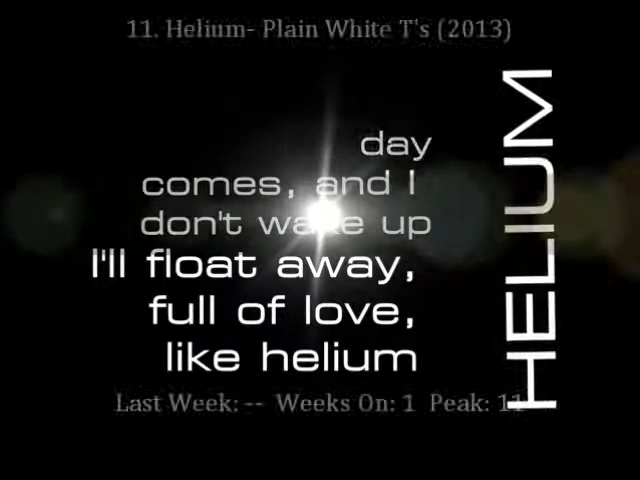 11. Helium- Plain White T's (2013)
day
comes, and I
don't wake up
I'll float away,
full of love,
like helium
HELIUM
Last Week: -- Weeks On: 1 Peak: 11